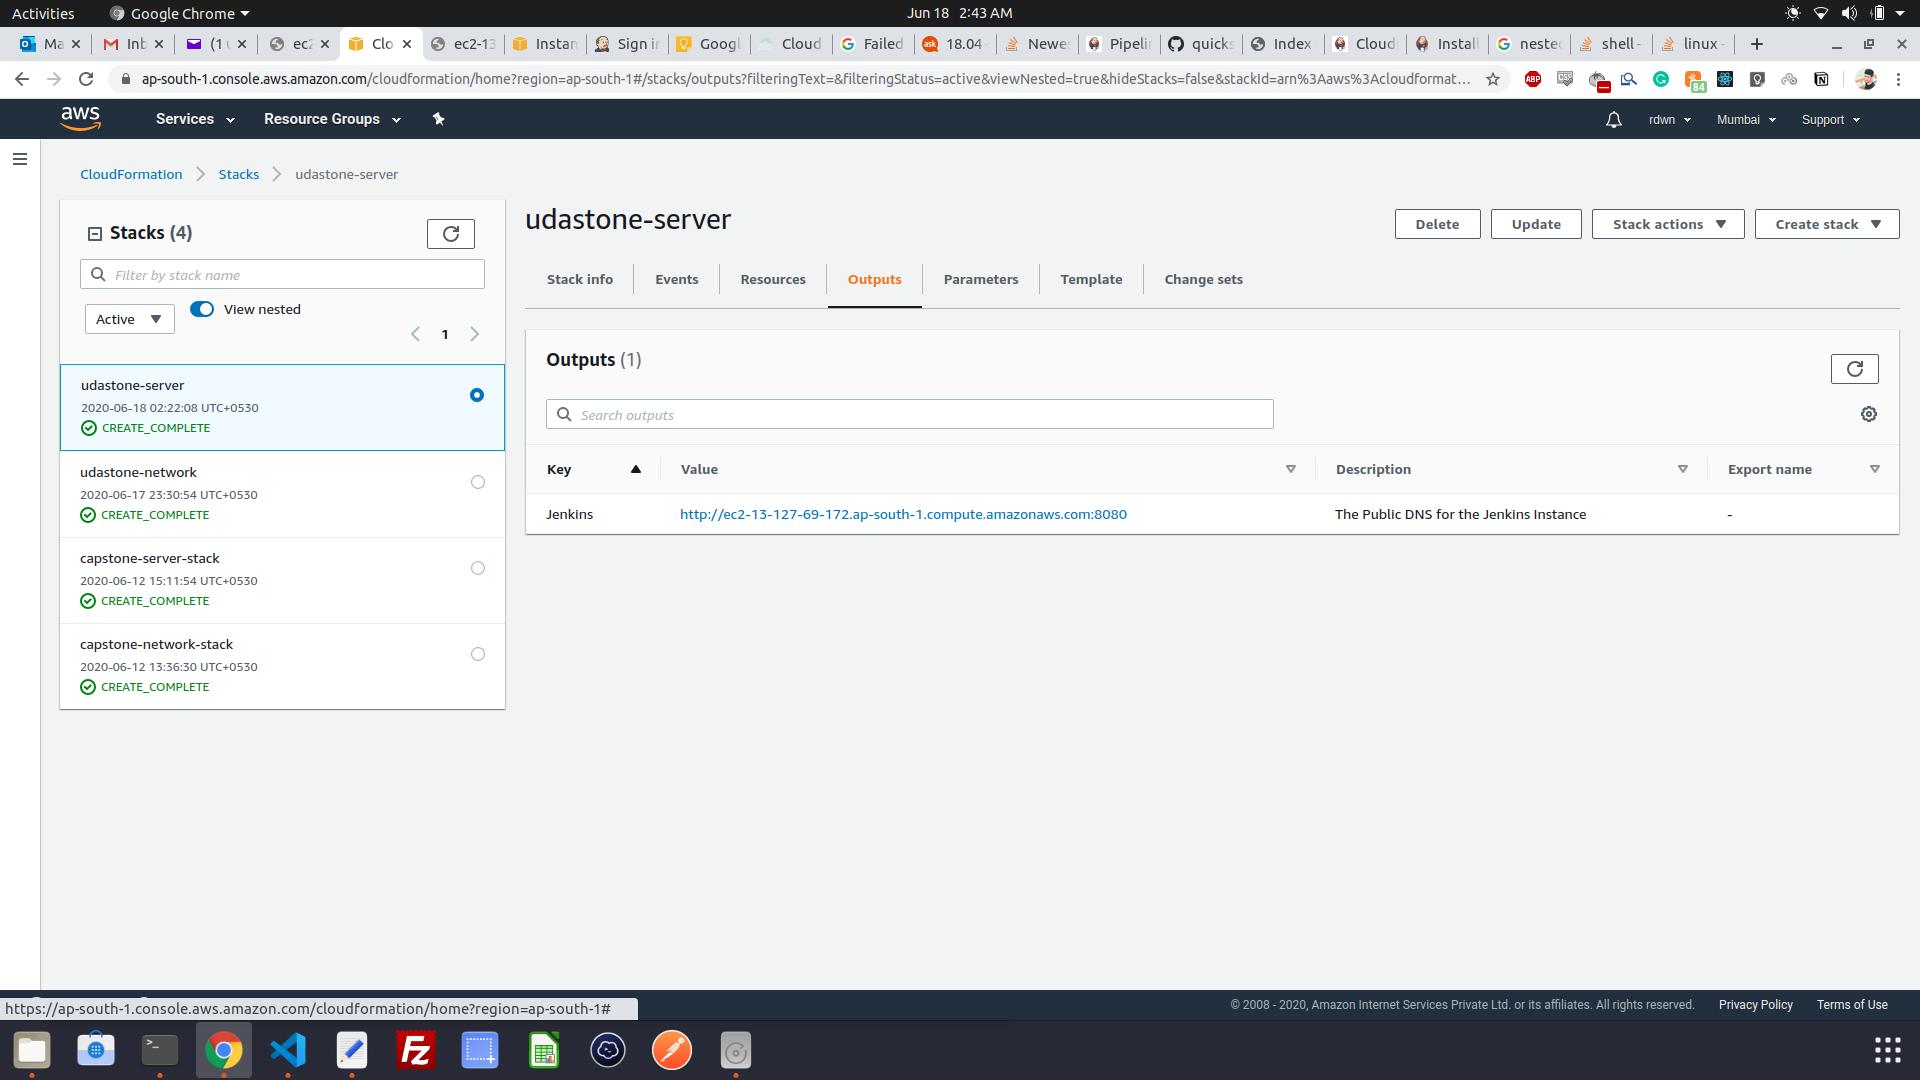 Activities
Google Chrome
Jun 18 2:43 AM
Ma
Inb
(1 u
ec2
Clo
ec2-13
Instan
Sign in
Googl
Cloud
Failed
ask
18.04
Newe
Pipeli
quicks
Index
Cloud
Install
neste
shell -
linux -
ap-south-1.console.aws.amazon.com/cloudformation/home?region=ap-south-1#/stacks/outputs?filteringText=&filteringStatus=active&viewNested=true&hideStacks=false&stackId=arn%3Aaws%3Acloudformat...
ABP
84
aws
Services
Resource Groups
rdwn
Mumbai
Support
CloudFormation
Stacks
udastone-server
Stacks (4)
Filter by stack name
Active
View nested
1
udastone-server
2020-06-18 02:22:08 UTC+0530
CREATE_COMPLETE
udastone-network
2020-06-17 23:30:54 UTC+0530
CREATE_COMPLETE
capstone-server-stack
2020-06-12 15:11:54 UTC+0530
CREATE_COMPLETE
capstone-network-stack
2020-06-12 13:36:30 UTC+0530
CREATE_COMPLETE
udastone-server
Delete
Update
Stack actions
Create stack
Stack info
Events
Resources
Outputs
Parameters
Template
Change sets
Outputs (1)
Search outputs
Key
Value
Description
Export name
Jenkins
http://ec2-13-127-69-172.ap-south-1.compute.amazonaws.com:8080
The Public DNS for the Jenkins Instance
-
https://ap-south-1.console.aws.amazon.com/cloudformation/home?region=ap-south-1#
© 2008 - 2020, Amazon Internet Services Private Ltd. or its affiliates. All rights reserved.
Privacy Policy
Terms of Use
Fz